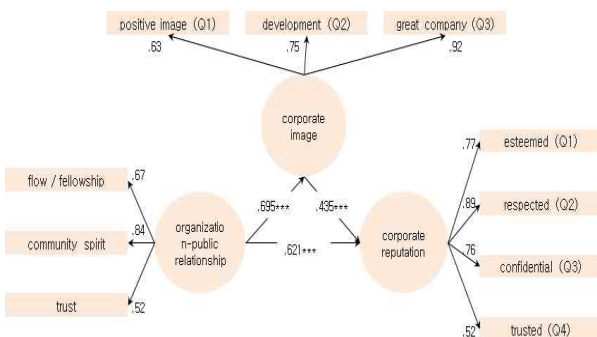 positive image (Q1)
development (Q2)
great company (Q3)
.63
.75
.92
corporate
image
flow / fellowship
.67
community spirit
.84
trust
.52
organizatio
n-public
relationship
.695***
.435***
.621***
corporate
reputation
.77
esteemed (Q1)
.89
respected (Q2)
.76
confidential (Q3)
.52
trusted (Q4)